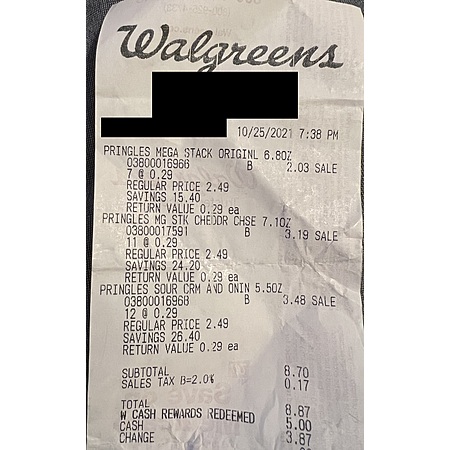 Walgreens
10/25/2021 7:38 PM
PRINGLES MEGA STACK ORIGINL 6.8OZ
03800016966 B 2.03 SALE
7 @ 0.29
REGULAR PRICE 2.49
SAVINGS 15.40
RETURN VALUE 0.29 ea
PRINGLES MG STK CHEDDR CHSE 7.1OZ
03800017591 B 3.19 SALE
11 @ 0.29
REGULAR PRICE 2.49
SAVINGS 24.20
RETURN VALUE 0.29 ea
PRINGLES SOUR CRM AND ONIN 5.5OZ
03800016968 B 3.48 SALE
12 @ 0.29
REGULAR PRICE 2.49
SAVINGS 26.40
RETURN VALUE 0.29 ea
SUBTOTAL 8.70
SALES TAX B=2.0% 0.17
TOTAL 8.87
W CASH REWARDS REDEEMED 5.00
CASH 3.87
CHANGE